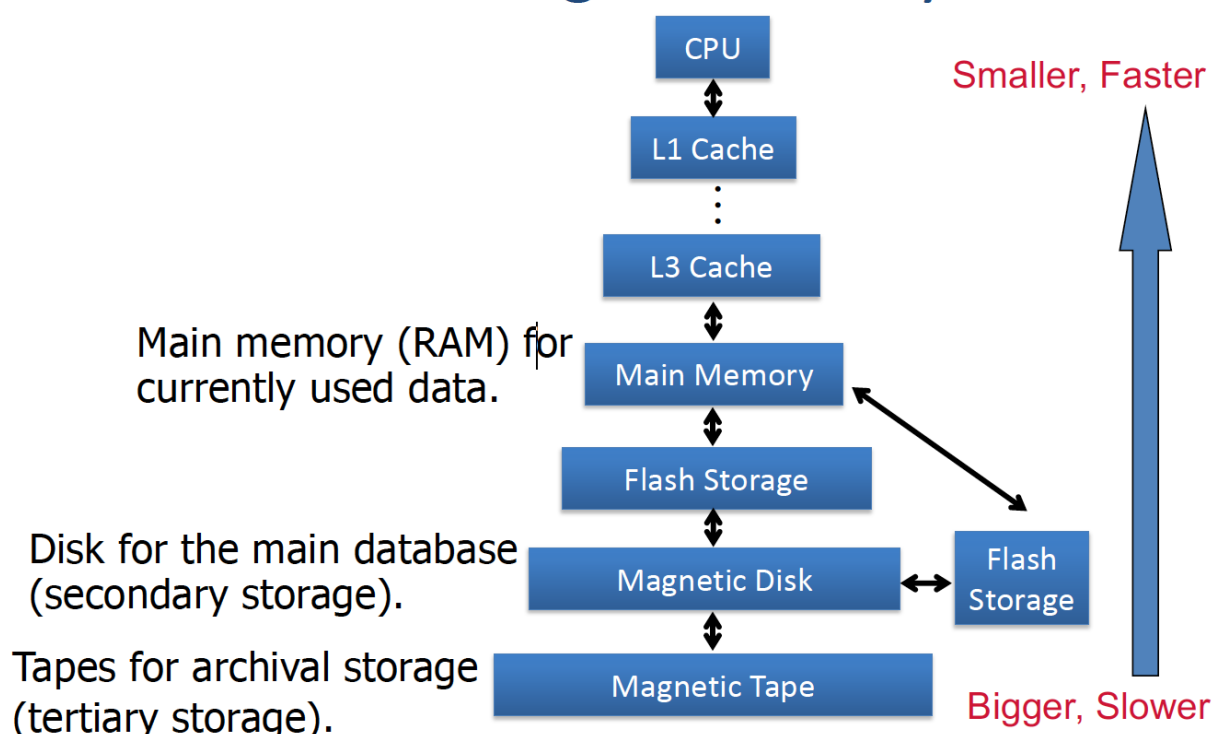 CPU
Smaller, Faster
L1 Cache
L3 Cache
Main memory (RAM) for
currently used data.
Main Memory
Flash Storage
Disk for the main database
(secondary storage).
Magnetic Disk
Flash
Storage
Tapes for archival storage
(tertiary storage).
Magnetic Tape
Bigger, Slower